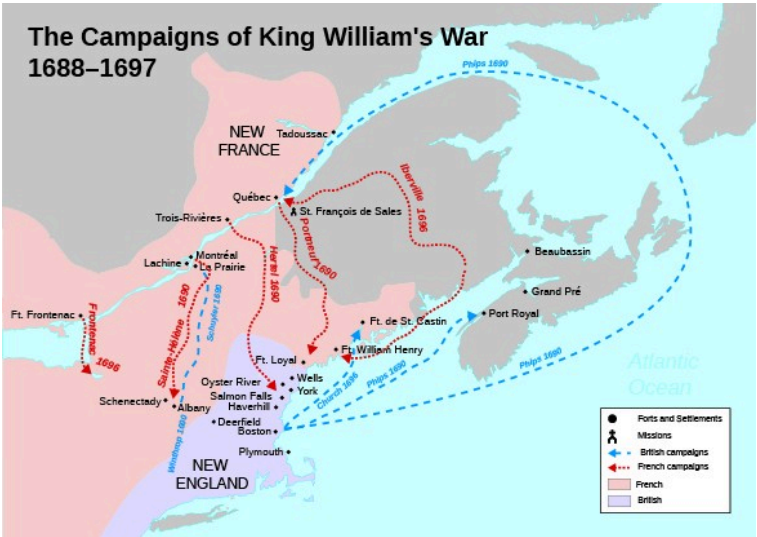 The Campaigns of King William's War
1688–1697
Phips 1690
NEW
FRANCE
Tadoussac
Iberville 1696
Québec
St. François de Sales
Trois-Rivières
Portneuf 1690
Hertel 1690
Montréal
Lachine
La Prairie
Beaubassin
Grand Pré
Port Royal
Ft. Frontenac
Frontenac 1696
Sainte-Hélène 1690
Schuyler 1690
Ft. de St. Castin
Ft. William Henry
Ft. Loyal
Phips 1690
Atlantic
Ocean
Wells
Oyster River
York
Church 1696
Phips 1690
Salmon Falls
Schenectady
Albany
Haverhill
Deerfield
Boston
Winthrop 1690
Plymouth
NEW
ENGLAND
Forts and Settlements
Missions
British campaigns
French campaigns
French
British